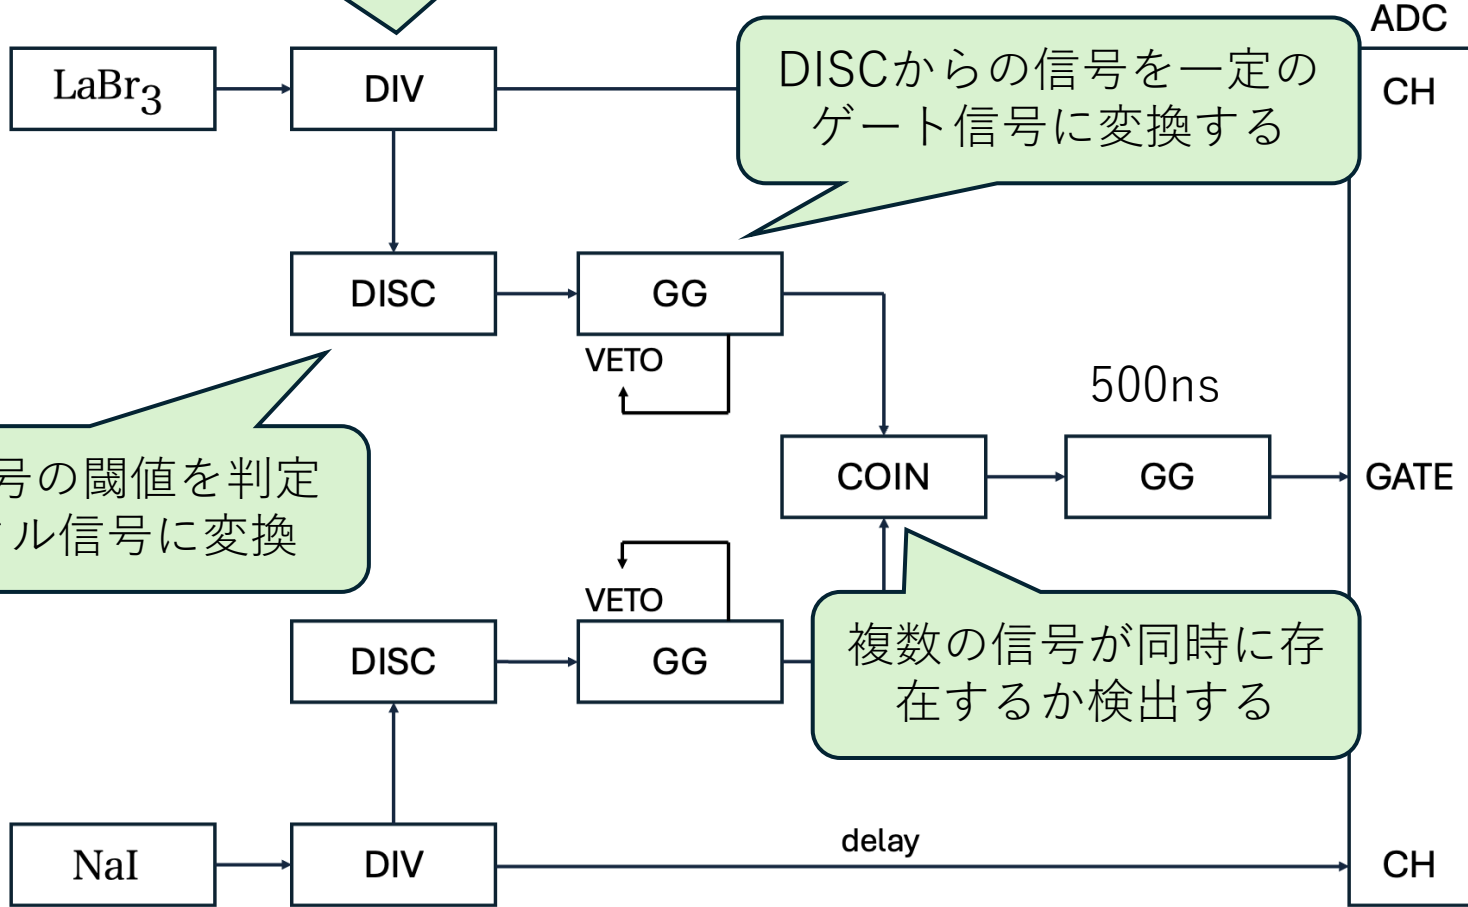 ADC
LaBr₃
DIV
DISCからの信号を一定の
ゲート信号に変換する
CH
DISC
GG
VETO
500ns
COIN
GG
GATE
号の閾値を判定
ル信号に変換
VETO
DISC
GG
複数の信号が同時に存
在するか検出する
NaI
DIV
delay
CH